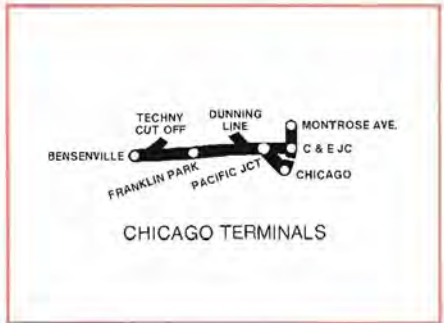 TECHNY
CUT OFF
DUNNING
LINE
MONTROSE AVE.
BENSENVILLE
C & E JC
FRANKLIN PARK
PACIFIC JCT
CHICAGO
CHICAGO TERMINALS